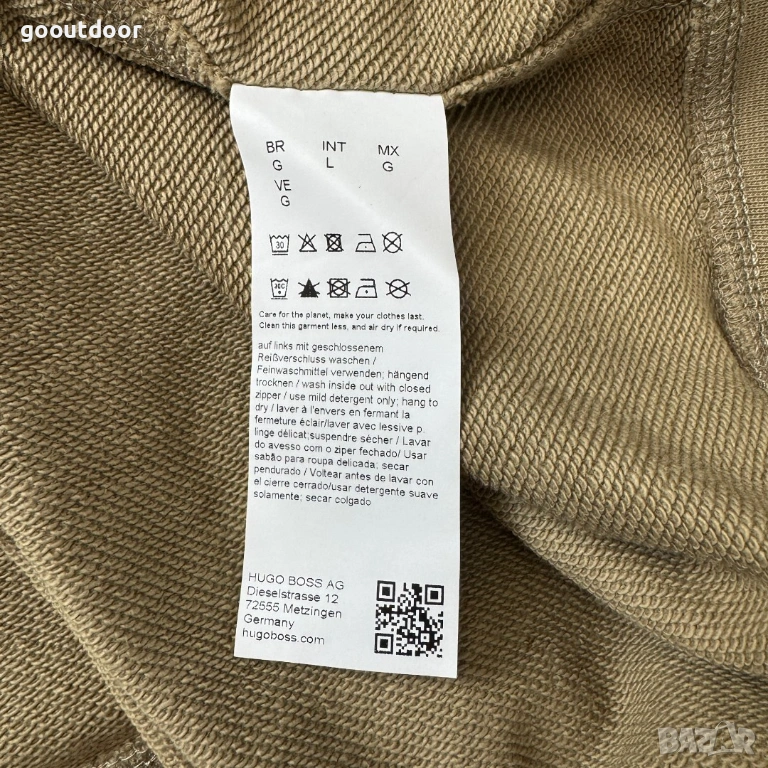 gooutdoor
BR INT MX
G L G
VE
G
30
30C
Care for the planet, make your clothes last.
Clean this garment less, and air dry if required.
auf links mit geschlossenem
Reißverschluss waschen /
Feinwaschmittel verwenden; hängend
trocknen / wash inside out with closed
zipper / use mild detergent only; hang to
dry / laver à l'envers en fermant la
fermeture éclair/laver avec lessive p.
linge délicat;suspendre sécher / Lavar
do avesso com o ziper fechado/ Usar
sabão para roupa delicada; secar
pendurado / Voltear antes de lavar con
el cierre cerrado/usar detergente suave
solamente; secar colgado
HUGO BOSS AG
Dieselstrasse 12
72555 Metzingen
Germany
hugoboss.com
BAZAR